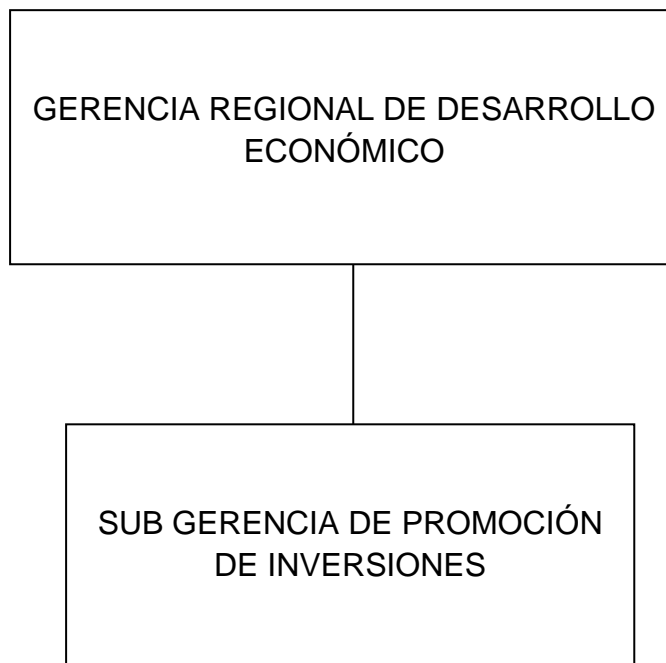 GERENCIA REGIONAL DE DESARROLLO
ECONÓMICO
SUB GERENCIA DE PROMOCIÓN
DE INVERSIONES